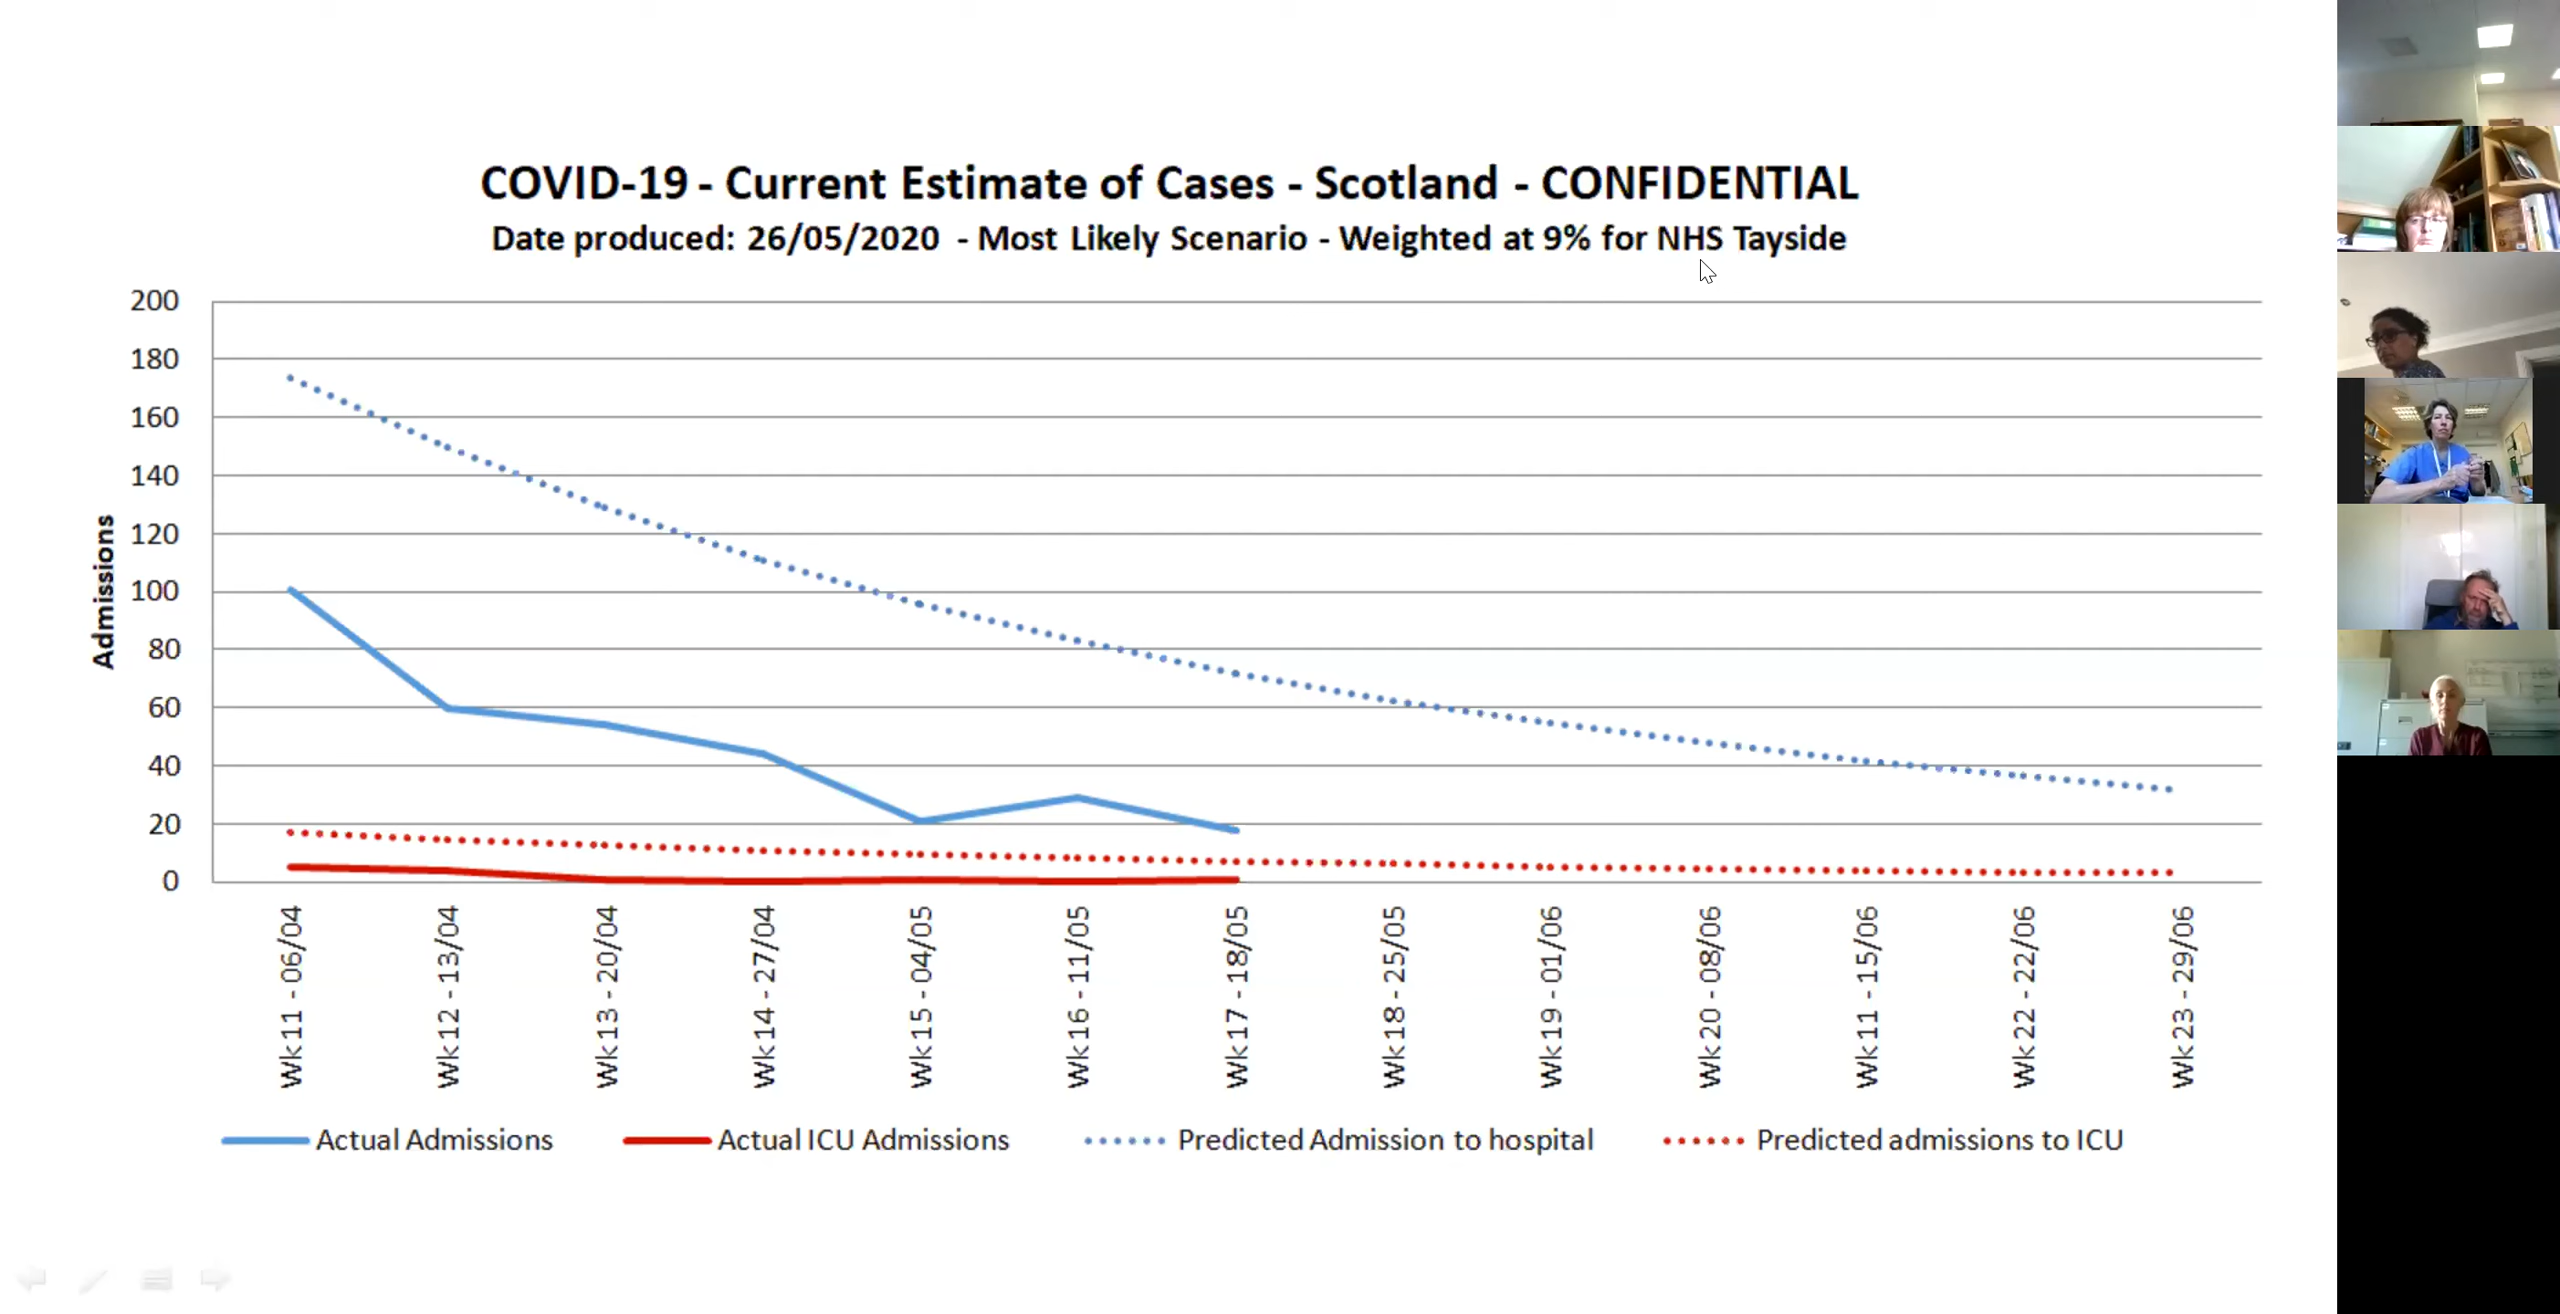 COVID-19 - Current Estimate of Cases - Scotland - CONFIDENTIAL
Date produced: 26/05/2020 - Most Likely Scenario - Weighted at 9% for NHS Tayside
Admissions
200
180
160
140
120
100
80
60
40
20
0
Wk 11 - 06/04
Wk 12 - 13/04
Wk 13 - 20/04
Wk 14 - 27/04
Wk 15 - 04/05
Wk 16 - 11/05
Wk 17 - 18/05
Wk 18 - 25/05
Wk 19 - 01/06
Wk 20 - 08/06
Wk 11 - 15/06
Wk 22 - 22/06
Wk 23 - 29/06
Actual Admissions
Actual ICU Admissions
Predicted Admission to hospital
Predicted admissions to ICU